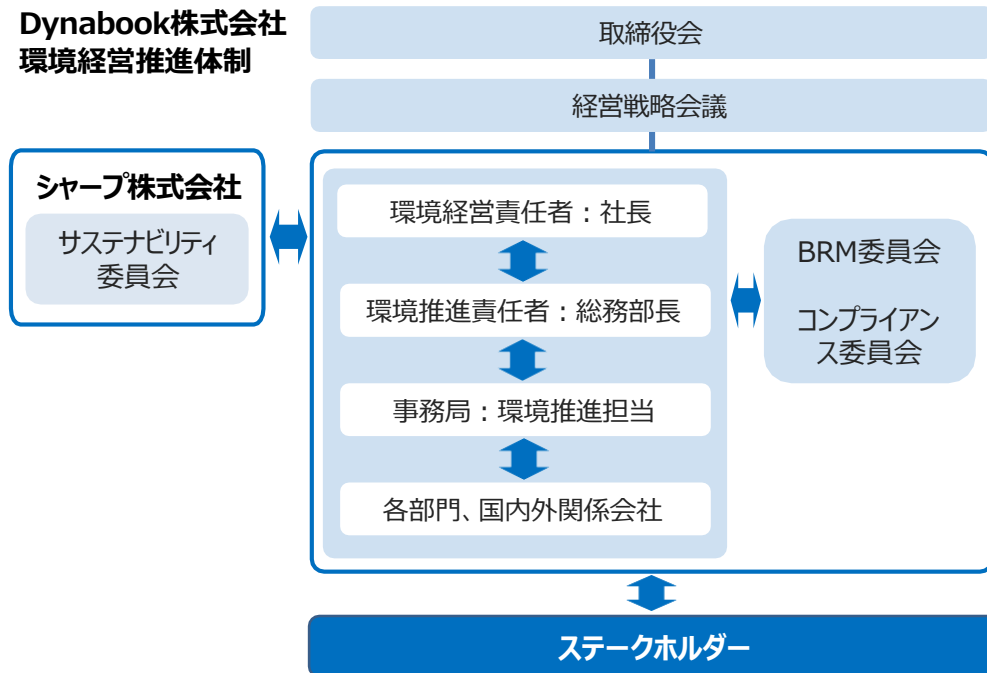 Dynabook株式会社
環境経営推進体制
取締役会
経営戦略会議
シャープ株式会社
サステナビリティ
委員会
環境経営責任者：社長
環境推進責任者：総務部長
事務局：環境推進担当
各部門、国内外関係会社
BRM委員会
コンプライアン
ス委員会
ステークホルダー